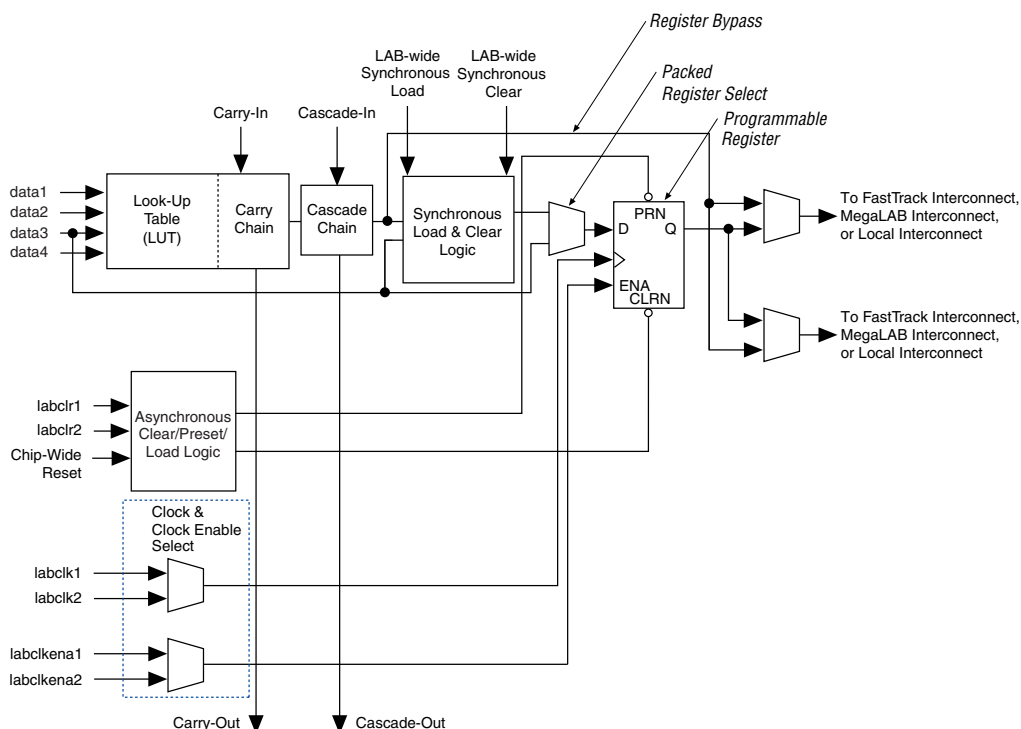 Register Bypass
LAB-wide
Synchronous
Load
LAB-wide
Synchronous
Clear
Packed
Register Select
Carry-In
Cascade-In
Programmable
Register
data1
data2
data3
data4
Look-Up
Table
(LUT)
Carry
Chain
Cascade
Chain
Synchronous
Load & Clear
Logic
PRN
D
Q
ENA
CLRN
To FastTrack Interconnect,
MegaLAB Interconnect,
or Local Interconnect
To FastTrack Interconnect,
MegaLAB Interconnect,
or Local Interconnect
labclr1
labclr2
Chip-Wide
Reset
Asynchronous
Clear/Preset/
Load Logic
Clock &
Clock Enable
Select
labclk1
labclk2
labclkena1
labclkena2
Carry-Out
Cascade-Out